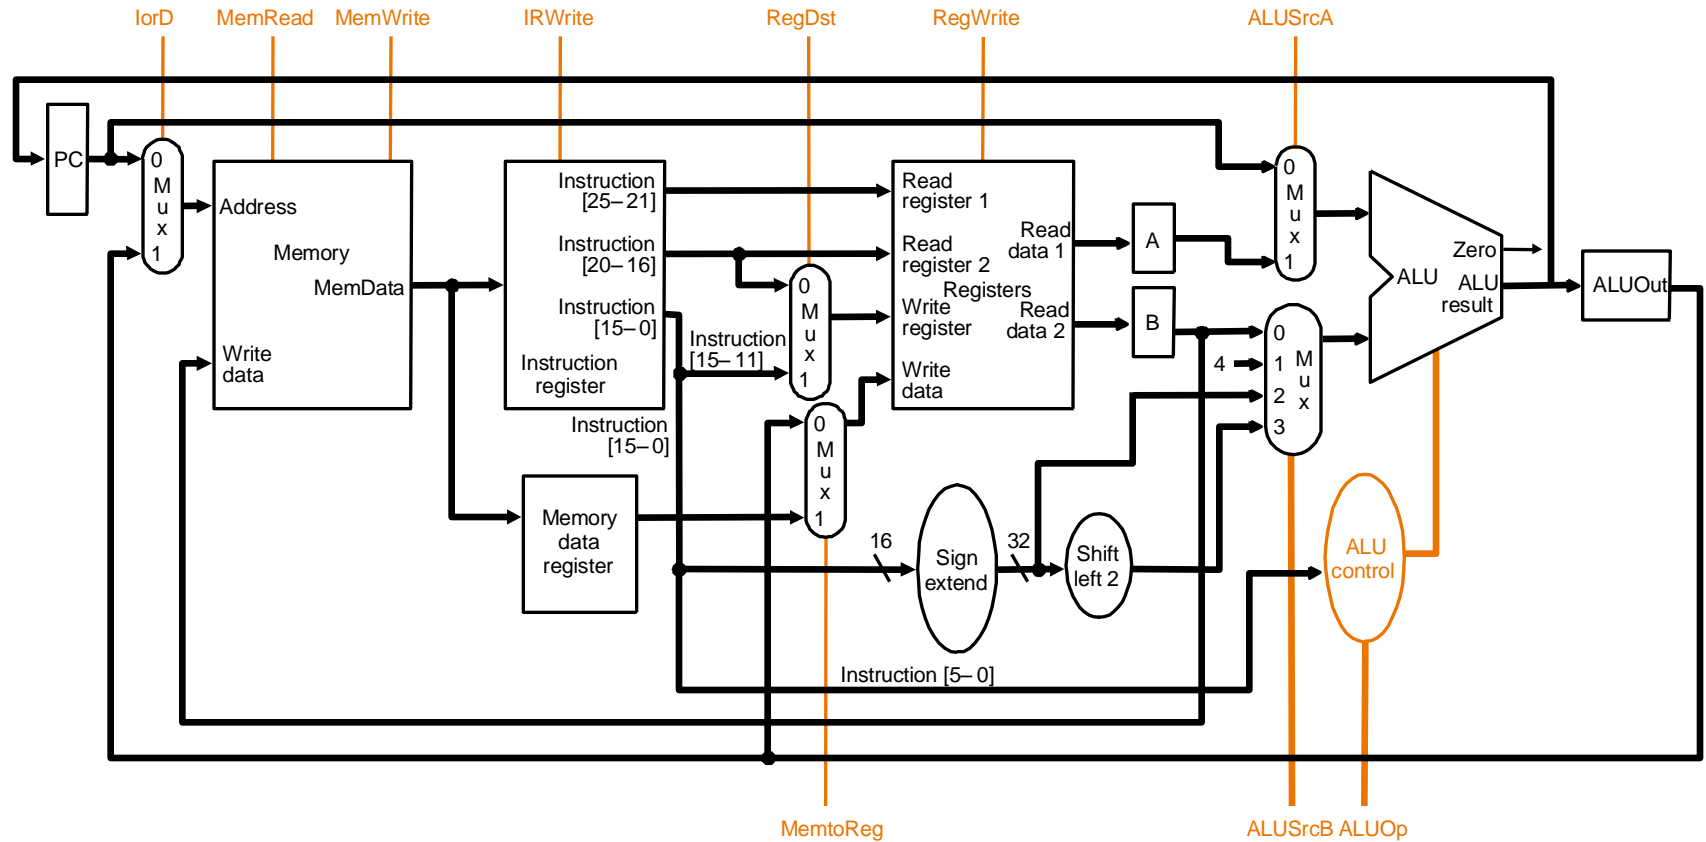 IorD MemRead MemWrite IRWrite RegDst RegWrite ALUSrcA
PC
0
M
u
x
1
Address
Memory
MemData
Write
data
Instruction
[25–21]
Instruction
[20–16]
Instruction
[15–0]
Instruction
register
Instruction
[15–11]
Instruction
[15–0]
0
M
u
x
1
0
M
u
x
1
Memory
data
register
Read
register 1
Read
register 2
Registers
Write
register
Write
data
Read
data 1
Read
data 2
A
B
16
Sign
extend
32
Shift
left 2
Instruction [5–0]
0
M
u
x
1
4
0
1
2
3
M
u
x
Zero
ALU
ALU
result
ALUOut
ALU
control
MemtoReg
ALUSrcB ALUOp